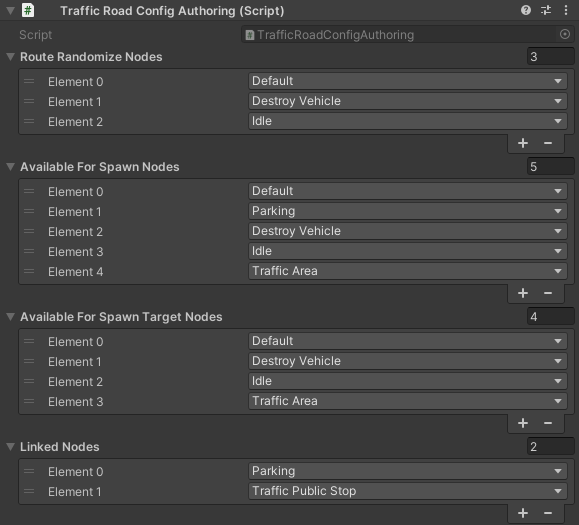 Traffic Road Config Authoring (Script)
Script TrafficRoadConfigAuthoring
Route Randomize Nodes 3
Element 0 Default
Element 1 Destroy Vehicle
Element 2 Idle
+ −
Available For Spawn Nodes 5
Element 0 Default
Element 1 Parking
Element 2 Destroy Vehicle
Element 3 Idle
Element 4 Traffic Area
+ −
Available For Spawn Target Nodes 4
Element 0 Default
Element 1 Destroy Vehicle
Element 2 Idle
Element 3 Traffic Area
+ −
Linked Nodes 2
Element 0 Parking
Element 1 Traffic Public Stop
+ −